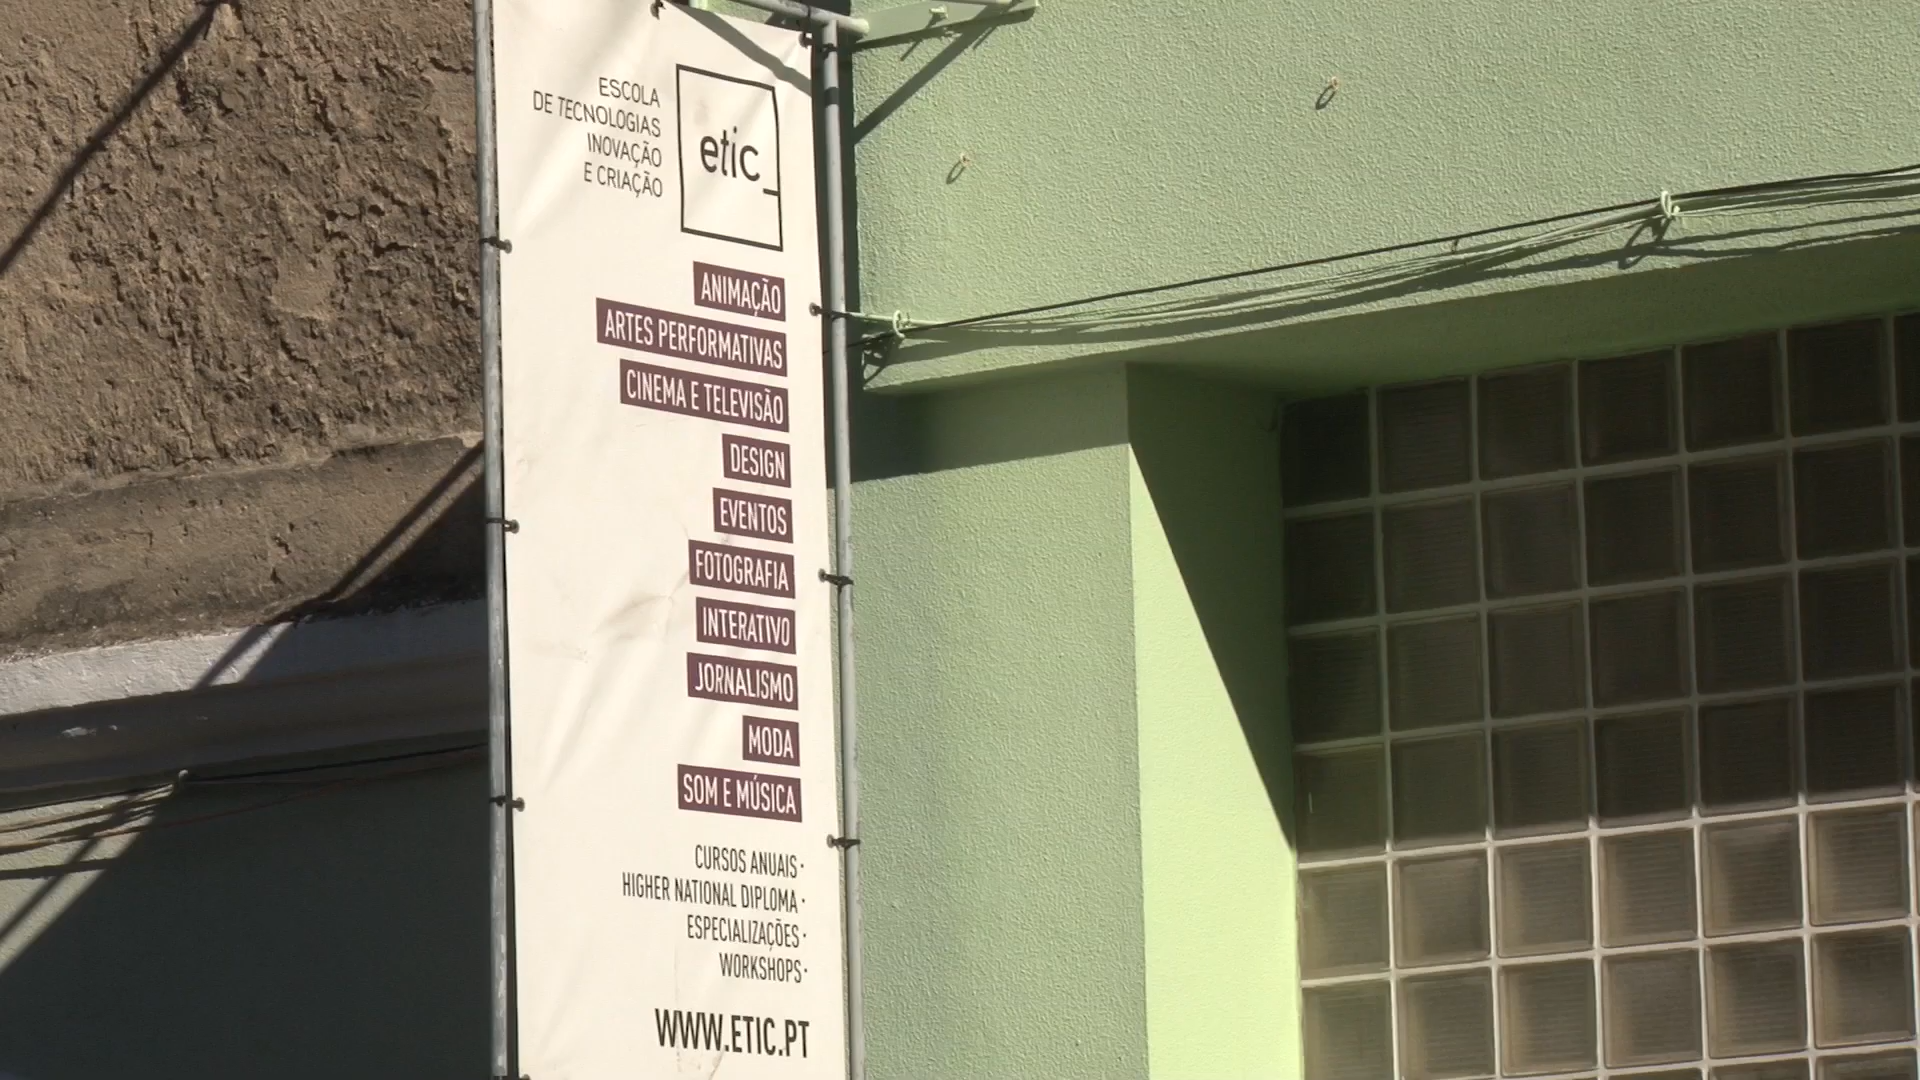 ESCOLA
DE TECNOLOGIAS
INOVAÇÃO
E CRIAÇÃO
etic_
ANIMAÇÃO
ARTES PERFORMATIVAS
CINEMA E TELEVISÃO
DESIGN
EVENTOS
FOTOGRAFIA
INTERATIVO
JORNALISMO
MODA
SOM E MÚSICA
CURSOS ANUAIS·
HIGHER NATIONAL DIPLOMA·
ESPECIALIZAÇÕES·
WORKSHOPS·
WWW.ETIC.PT